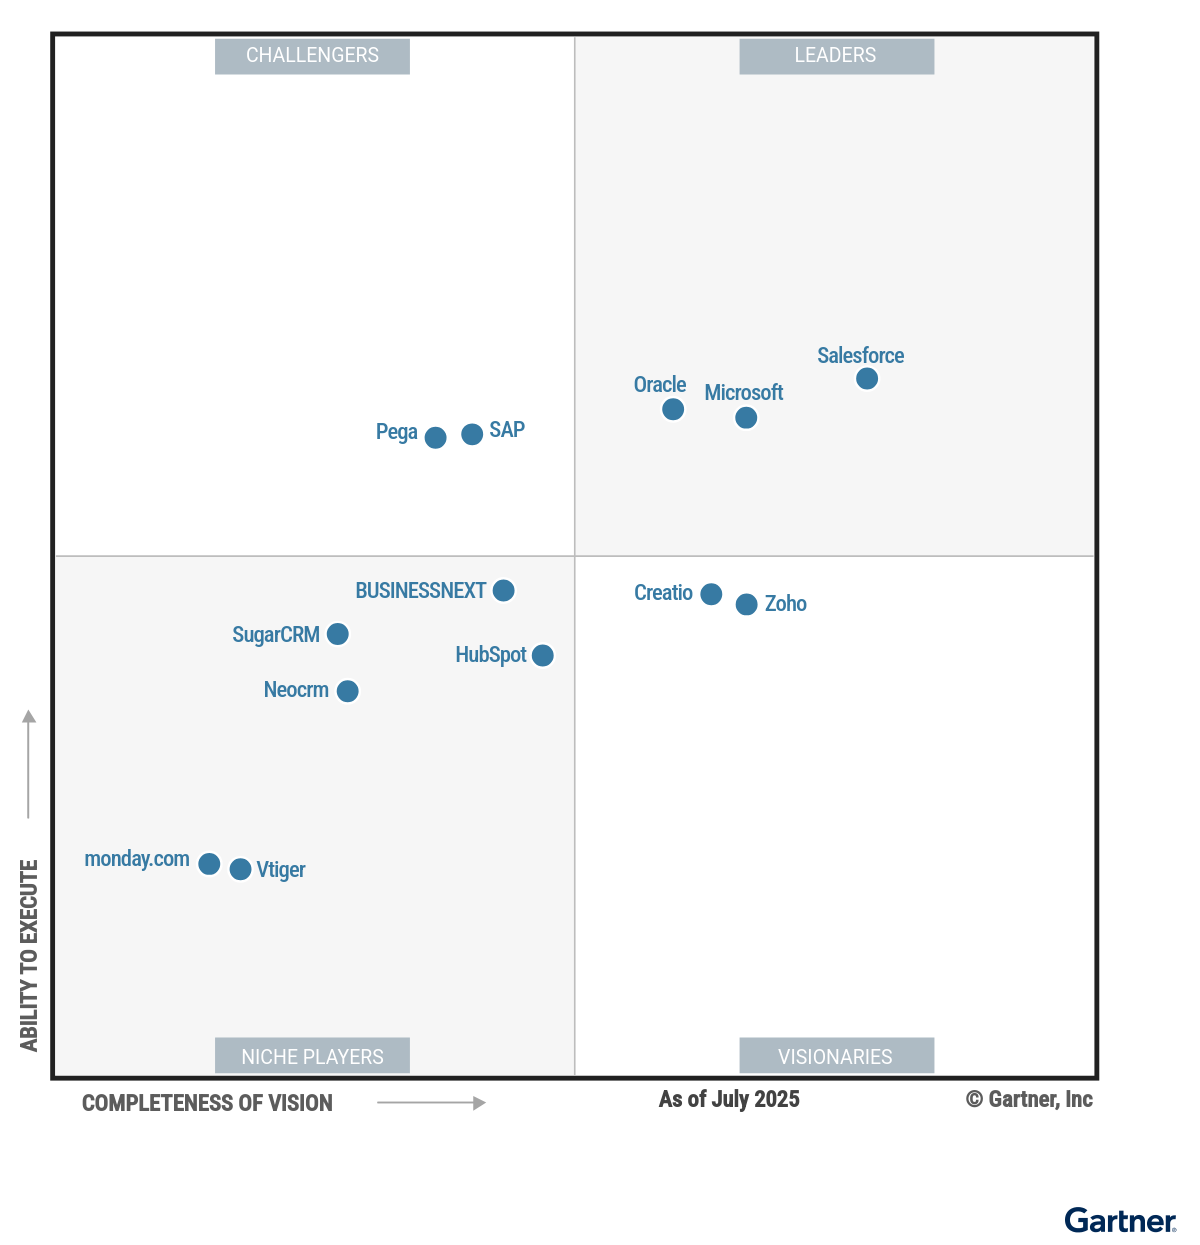 CHALLENGERS
LEADERS
Salesforce
Oracle
Microsoft
Pega
SAP
BUSINESSNEXT
Creatio
Zoho
SugarCRM
HubSpot
Neocrm
monday.com
Vtiger
ABILITY TO EXECUTE
NICHE PLAYERS
VISIONARIES
COMPLETENESS OF VISION
As of July 2025
© Gartner, Inc
Gartner®